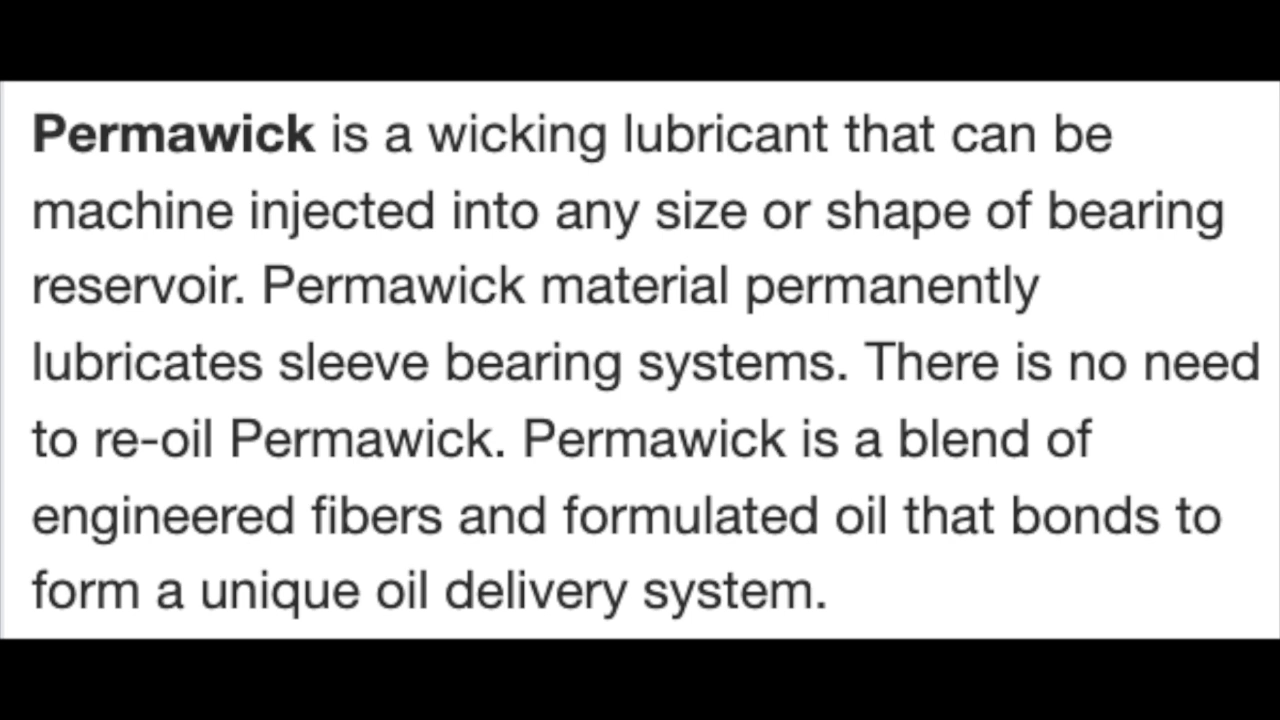 Permawick is a wicking lubricant that can be
machine injected into any size or shape of bearing
reservoir. Permawick material permanently
lubricates sleeve bearing systems. There is no need
to re-oil Permawick. Permawick is a blend of
engineered fibers and formulated oil that bonds to
form a unique oil delivery system.